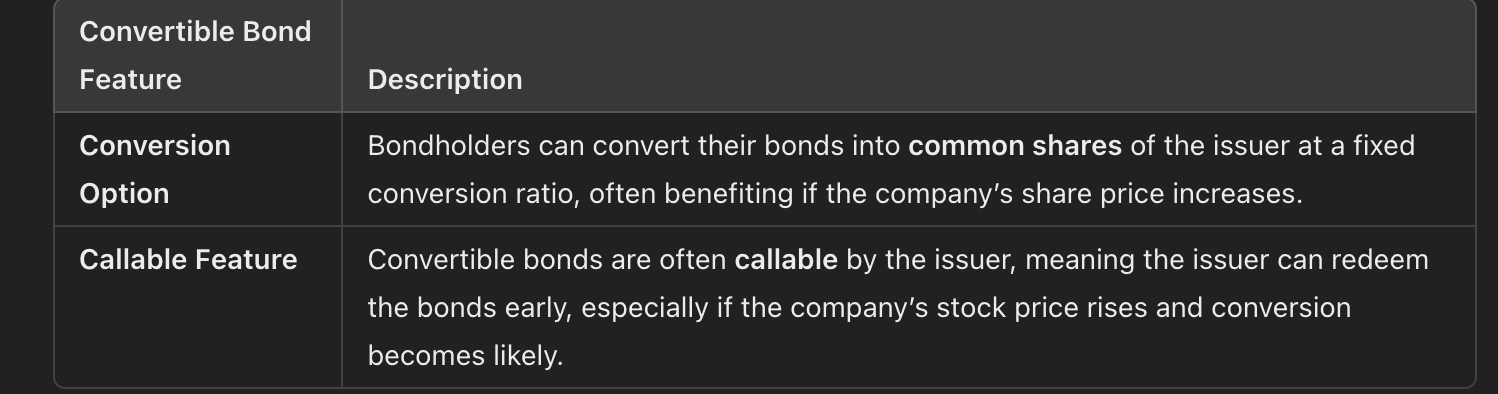 Convertible Bond
Feature
Description
Conversion
Option
Bondholders can convert their bonds into common shares of the issuer at a fixed
conversion ratio, often benefiting if the company’s share price increases.
Callable Feature
Convertible bonds are often callable by the issuer, meaning the issuer can redeem
the bonds early, especially if the company’s stock price rises and conversion
becomes likely.